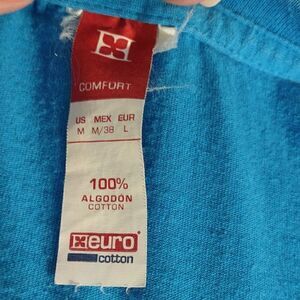 COMFORT
US MEX EUR
M M/38 L
100%
ALGODÓN
COTTON
euro
cotton